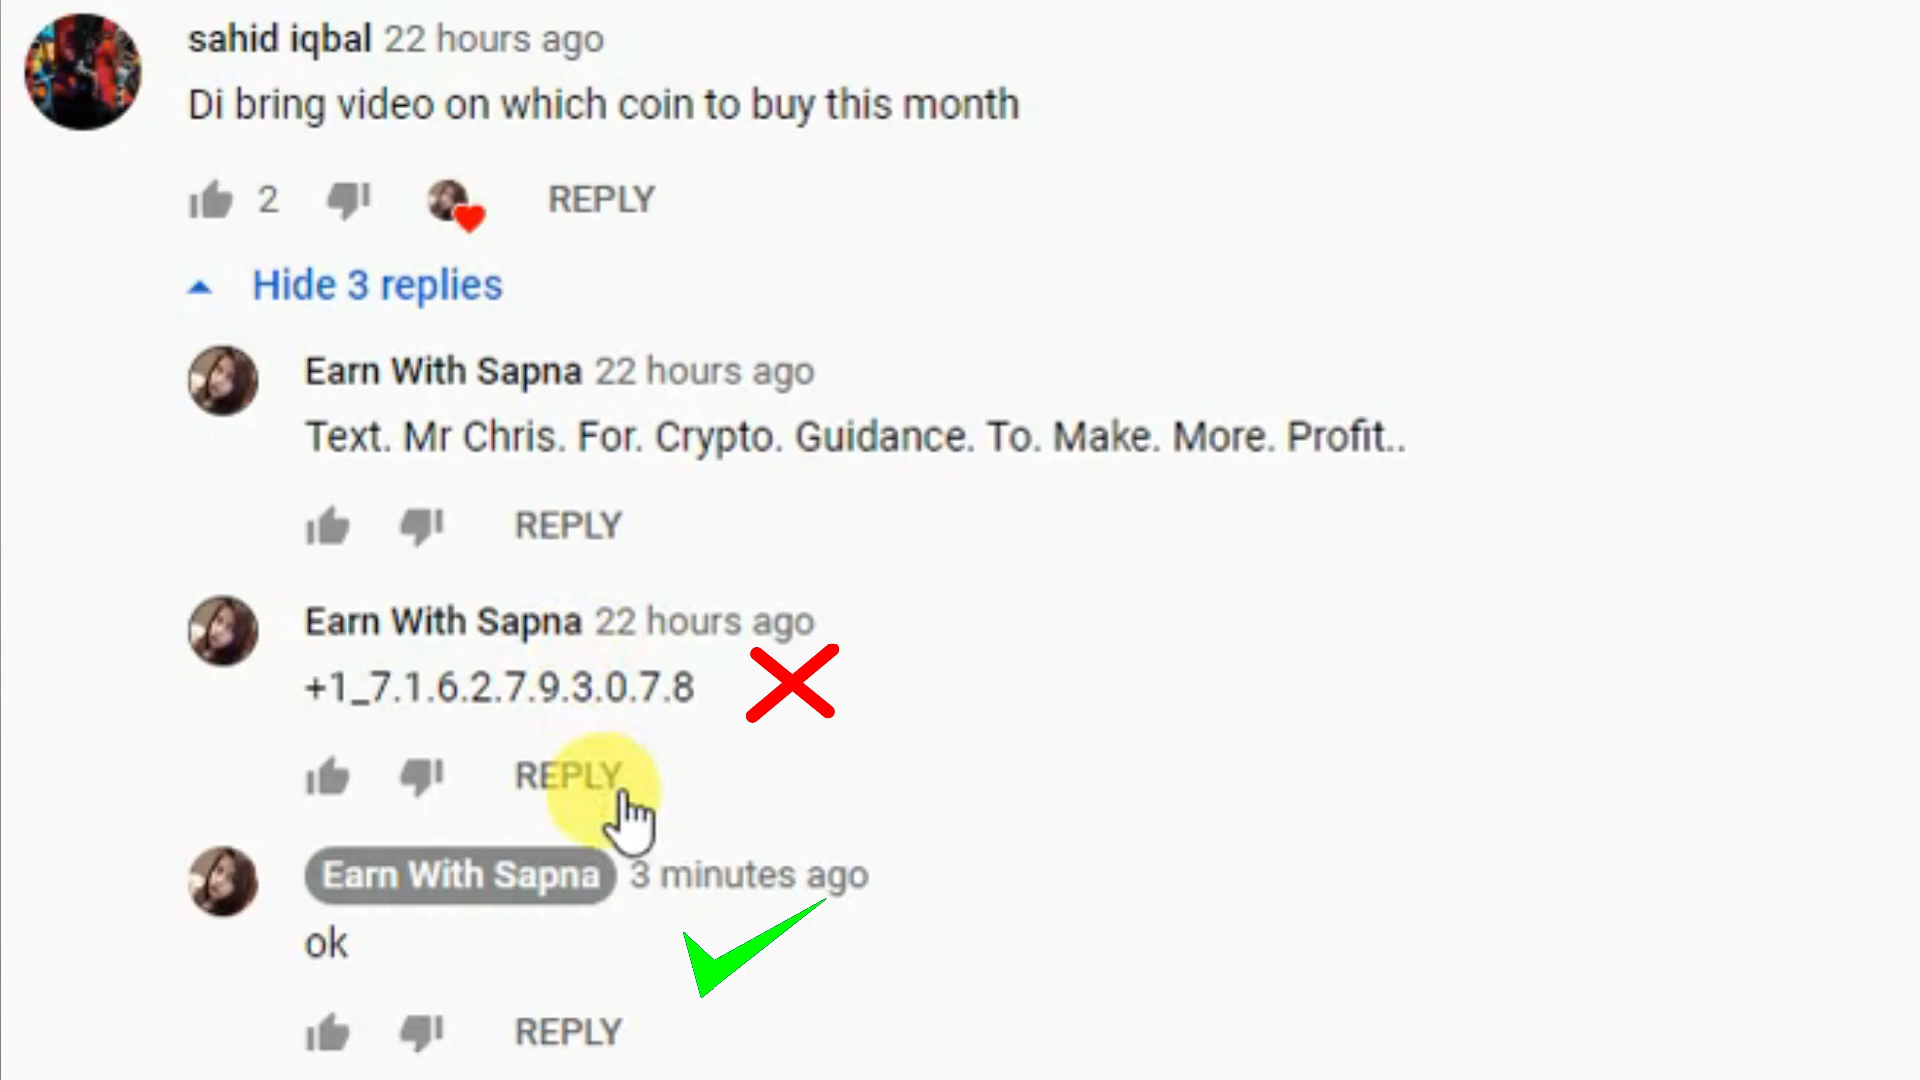 sahid iqbal 22 hours ago
Di bring video on which coin to buy this month
2 REPLY
Hide 3 replies
Earn With Sapna 22 hours ago
Text. Mr Chris. For. Crypto. Guidance. To. Make. More. Profit..
REPLY
Earn With Sapna 22 hours ago
+1_7.1.6.2.7.9.3.0.7.8
REPLY
Earn With Sapna 3 minutes ago
ok
REPLY